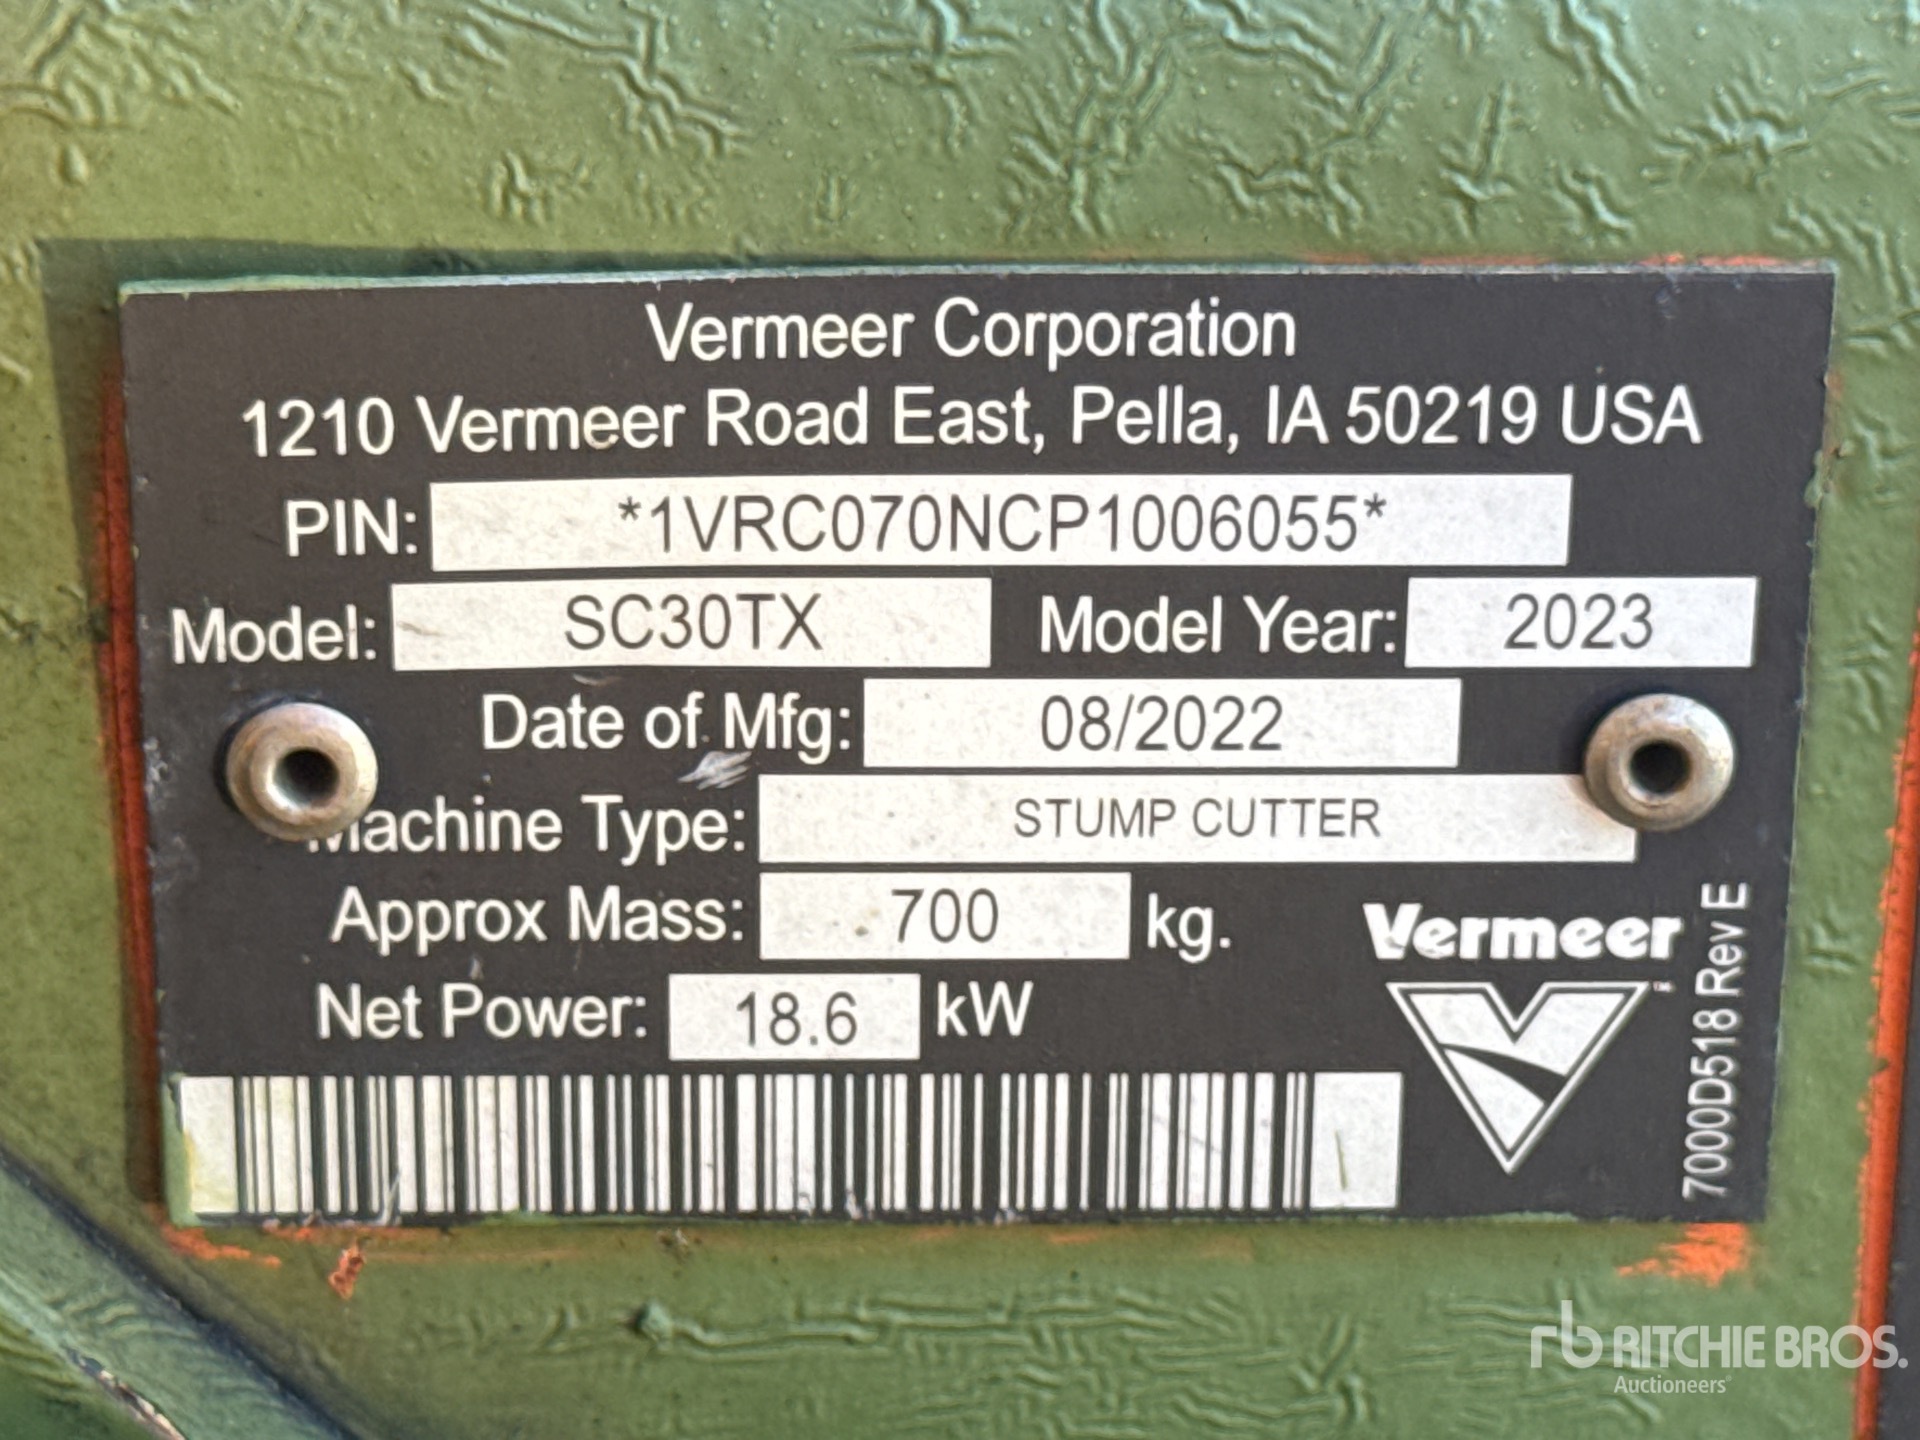 Vermeer Corporation
1210 Vermeer Road East, Pella, IA 50219 USA
PIN: *1VRC070NCP1006055*
Model: SC30TX Model Year: 2023
Date of Mfg: 08/2022
Machine Type: STUMP CUTTER
Approx Mass: 700 kg.
Net Power: 18.6 kW
Vermeer
™
7000D518 Rev E
rb RITCHIE BROS.
Auctioneers